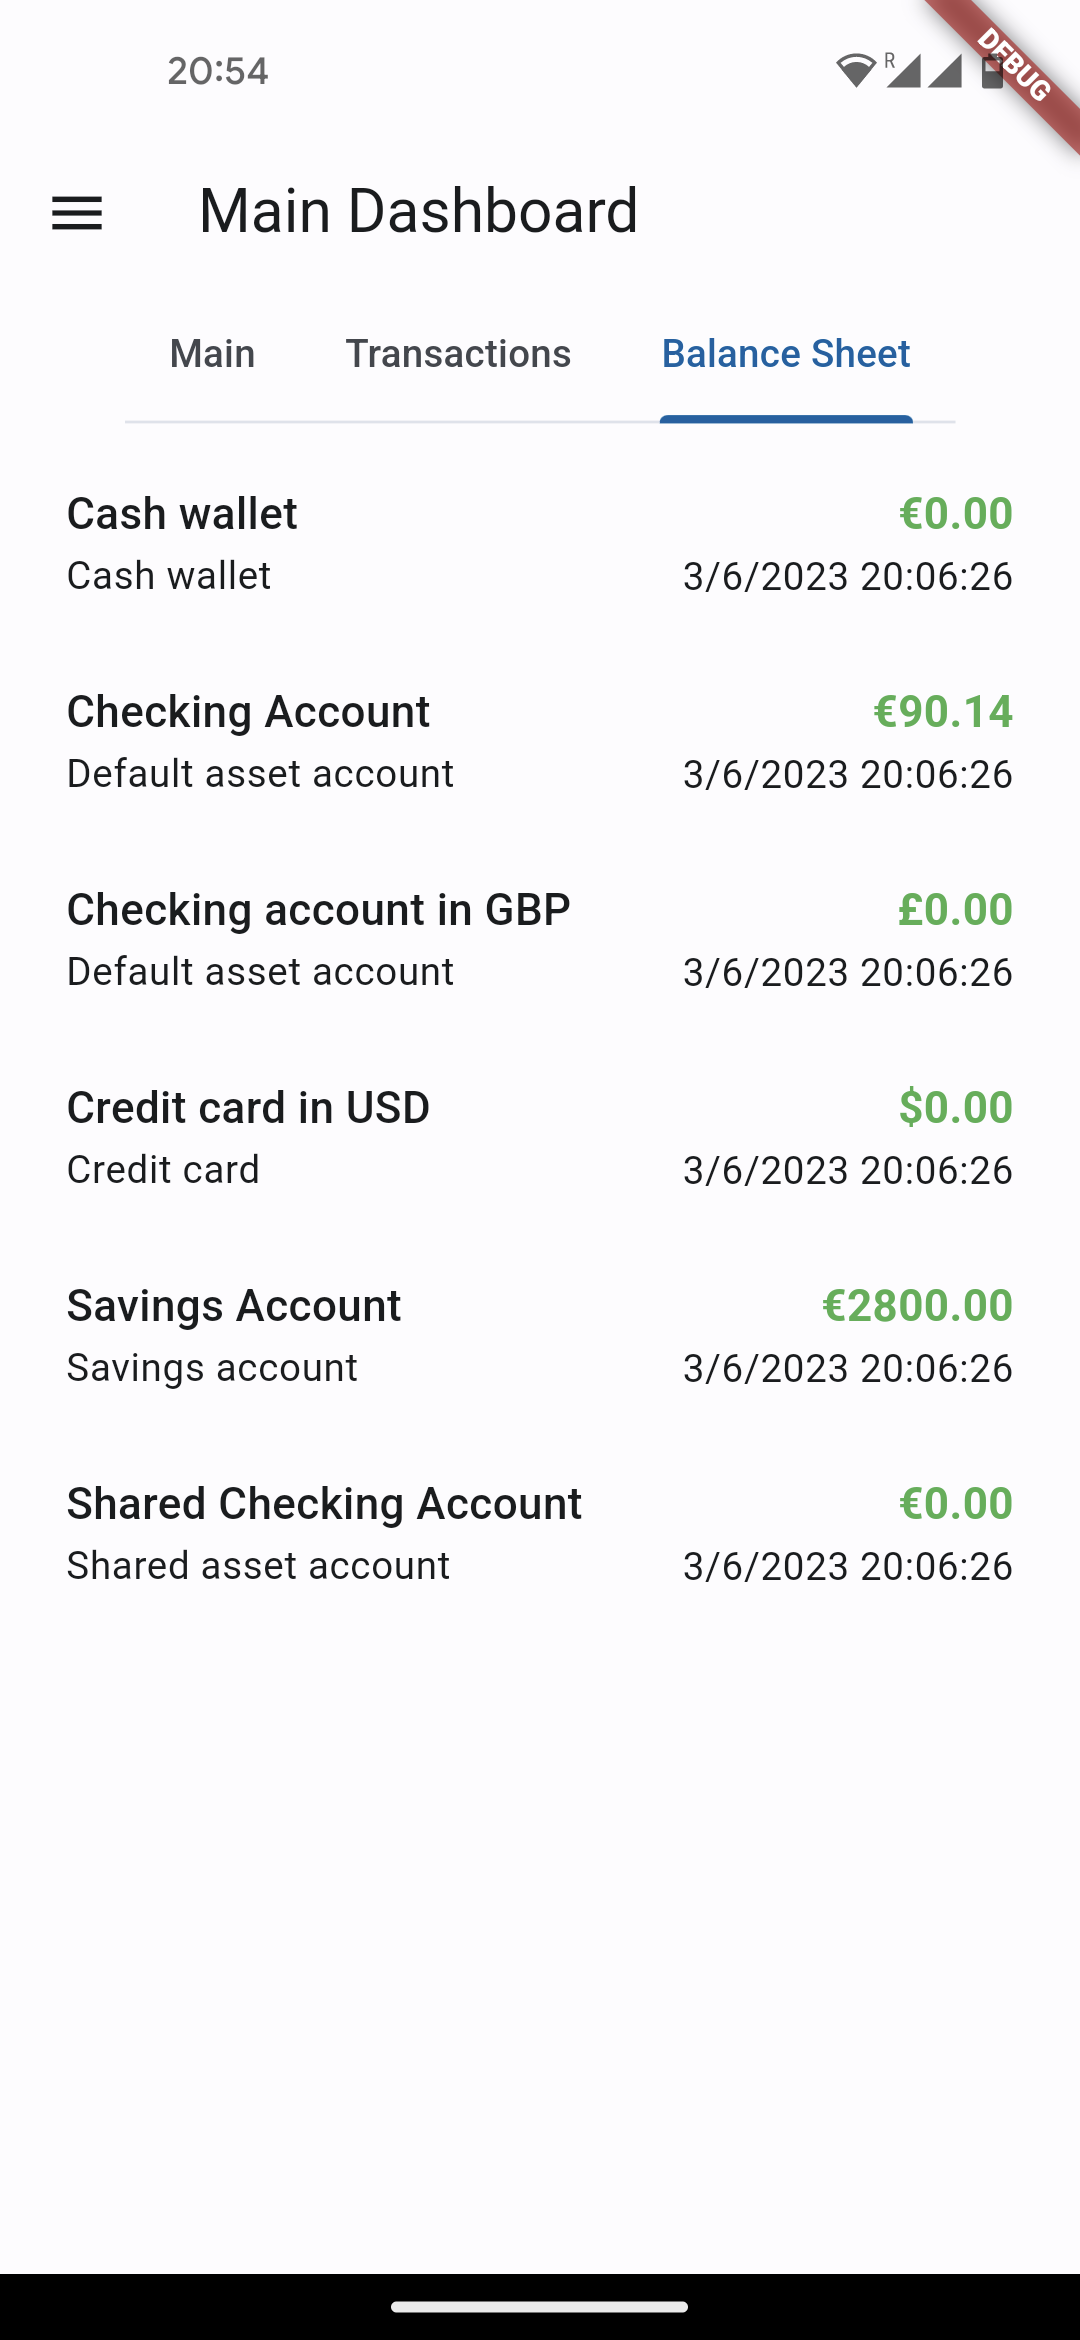 20:54
R
DEBUG
Main Dashboard
Main Transactions Balance Sheet
Cash wallet €0.00
Cash wallet 3/6/2023 20:06:26
Checking Account €90.14
Default asset account 3/6/2023 20:06:26
Checking account in GBP £0.00
Default asset account 3/6/2023 20:06:26
Credit card in USD $0.00
Credit card 3/6/2023 20:06:26
Savings Account €2800.00
Savings account 3/6/2023 20:06:26
Shared Checking Account €0.00
Shared asset account 3/6/2023 20:06:26